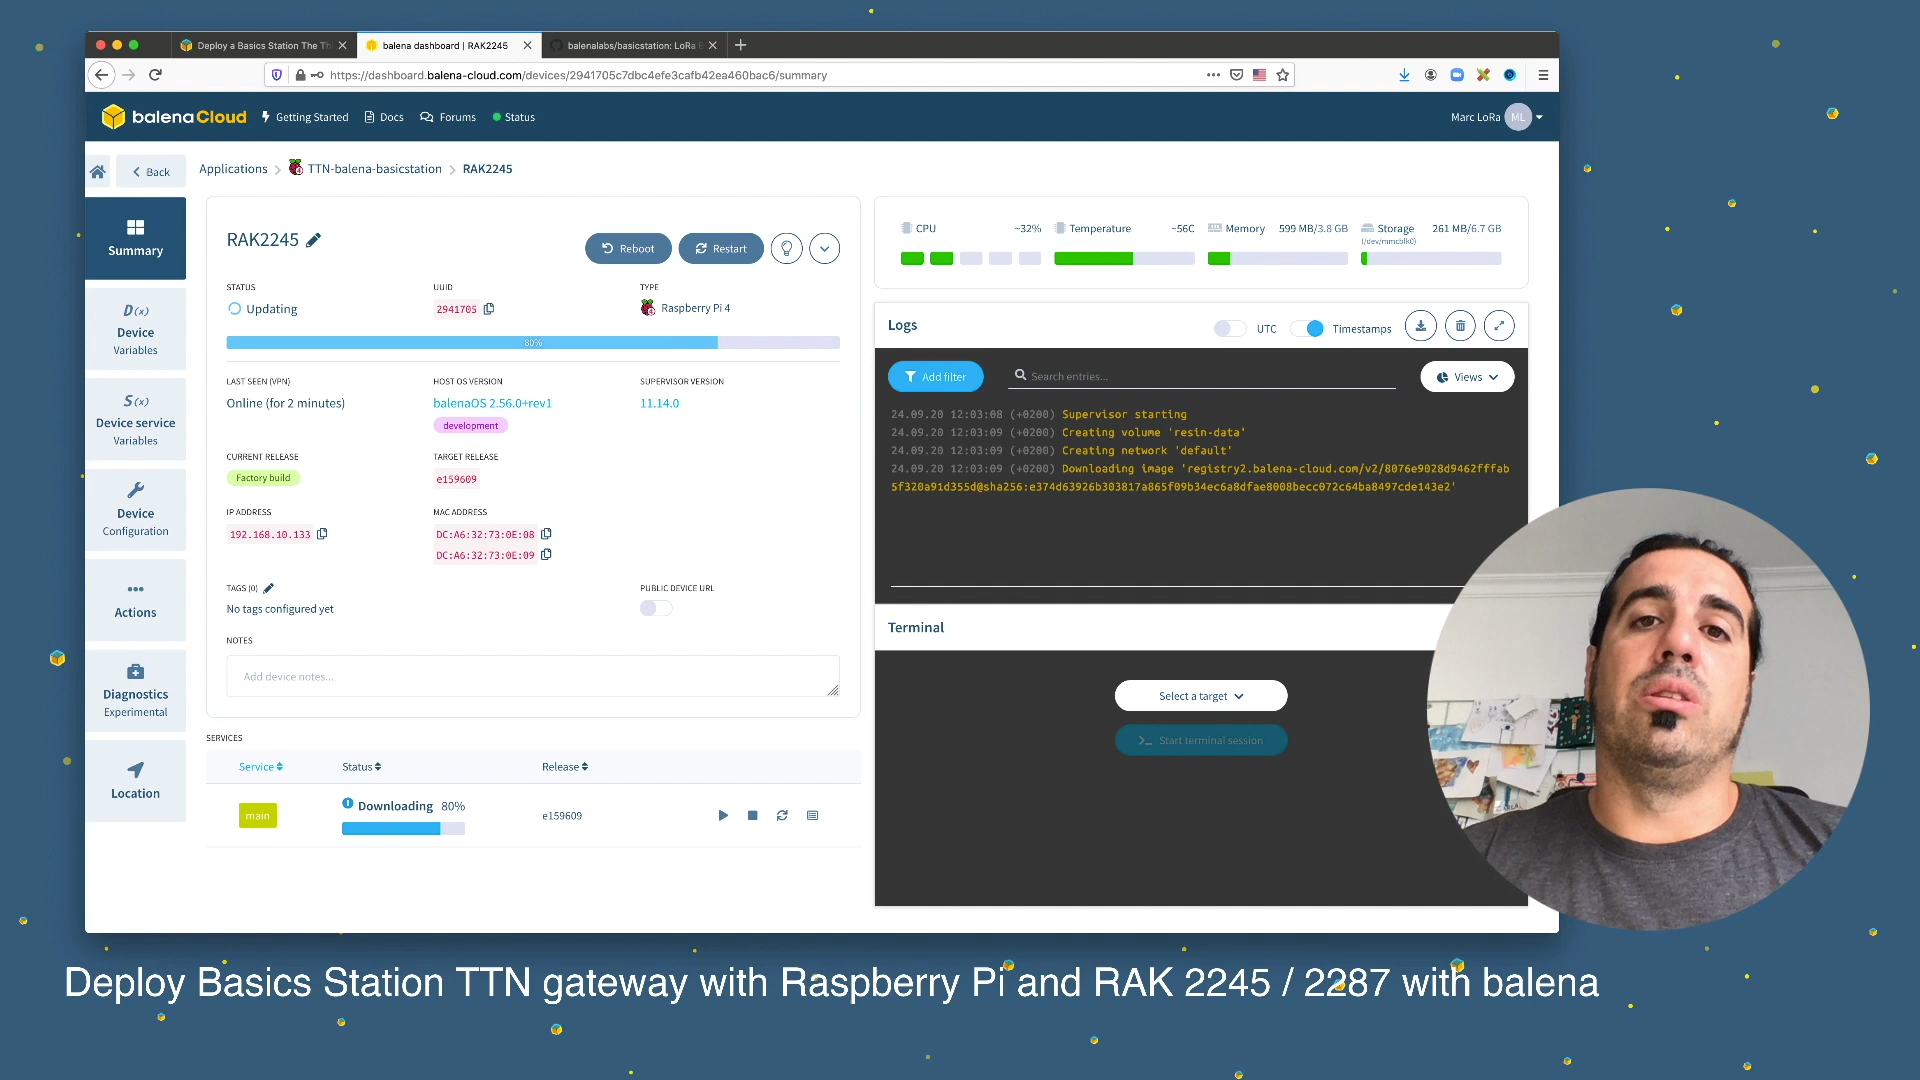 Deploy a Basics Station The Th
balena dashboard | RAK2245
balenalabs/basicstation: LoRa B
https://dashboard.balena-cloud.com/devices/2941705c7dbc4efe3cafb42ea460bac6/summary
balenaCloud
Getting Started
Docs
Forums
Status
Marc LoRa
ML
Back
Applications
TTN-balena-basicstation
RAK2245
Summary
D(x)
Device
Variables
S(x)
Device service
Variables
Device
Configuration
Actions
Diagnostics
Experimental
Location
RAK2245
Reboot
Restart
STATUS
Updating
UUID
2941705
TYPE
Raspberry Pi 4
80%
LAST SEEN (VPN)
Online (for 2 minutes)
HOST OS VERSION
balenaOS 2.56.0+rev1
development
SUPERVISOR VERSION
11.14.0
CURRENT RELEASE
Factory build
TARGET RELEASE
e159609
IP ADDRESS
192.168.10.133
MAC ADDRESS
DC:A6:32:73:0E:08
DC:A6:32:73:0E:09
TAGS (0)
No tags configured yet
PUBLIC DEVICE URL
NOTES
Add device notes...
SERVICES
Service
Status
Release
main
Downloading 80%
e159609
CPU
~32%
Temperature
~56C
Memory
599 MB/3.8 GB
Storage
(/dev/mmcblk0)
261 MB/6.7 GB
Logs
UTC
Timestamps
Add filter
Search entries...
Views
24.09.20 12:03:08 (+0200) Supervisor starting
24.09.20 12:03:09 (+0200) Creating volume 'resin-data'
24.09.20 12:03:09 (+0200) Creating network 'default'
24.09.20 12:03:09 (+0200) Downloading image 'registry2.balena-cloud.com/v2/8076e9028d9462fffab
5f320a91d355d@sha256:e374d63926b303817a865f09b34ec6a8dfae8008becc072c64ba8497cde143e2'
Terminal
Select a target
Start terminal session
Deploy Basics Station TTN gateway with Raspberry Pi and RAK 2245 / 2287 with balena